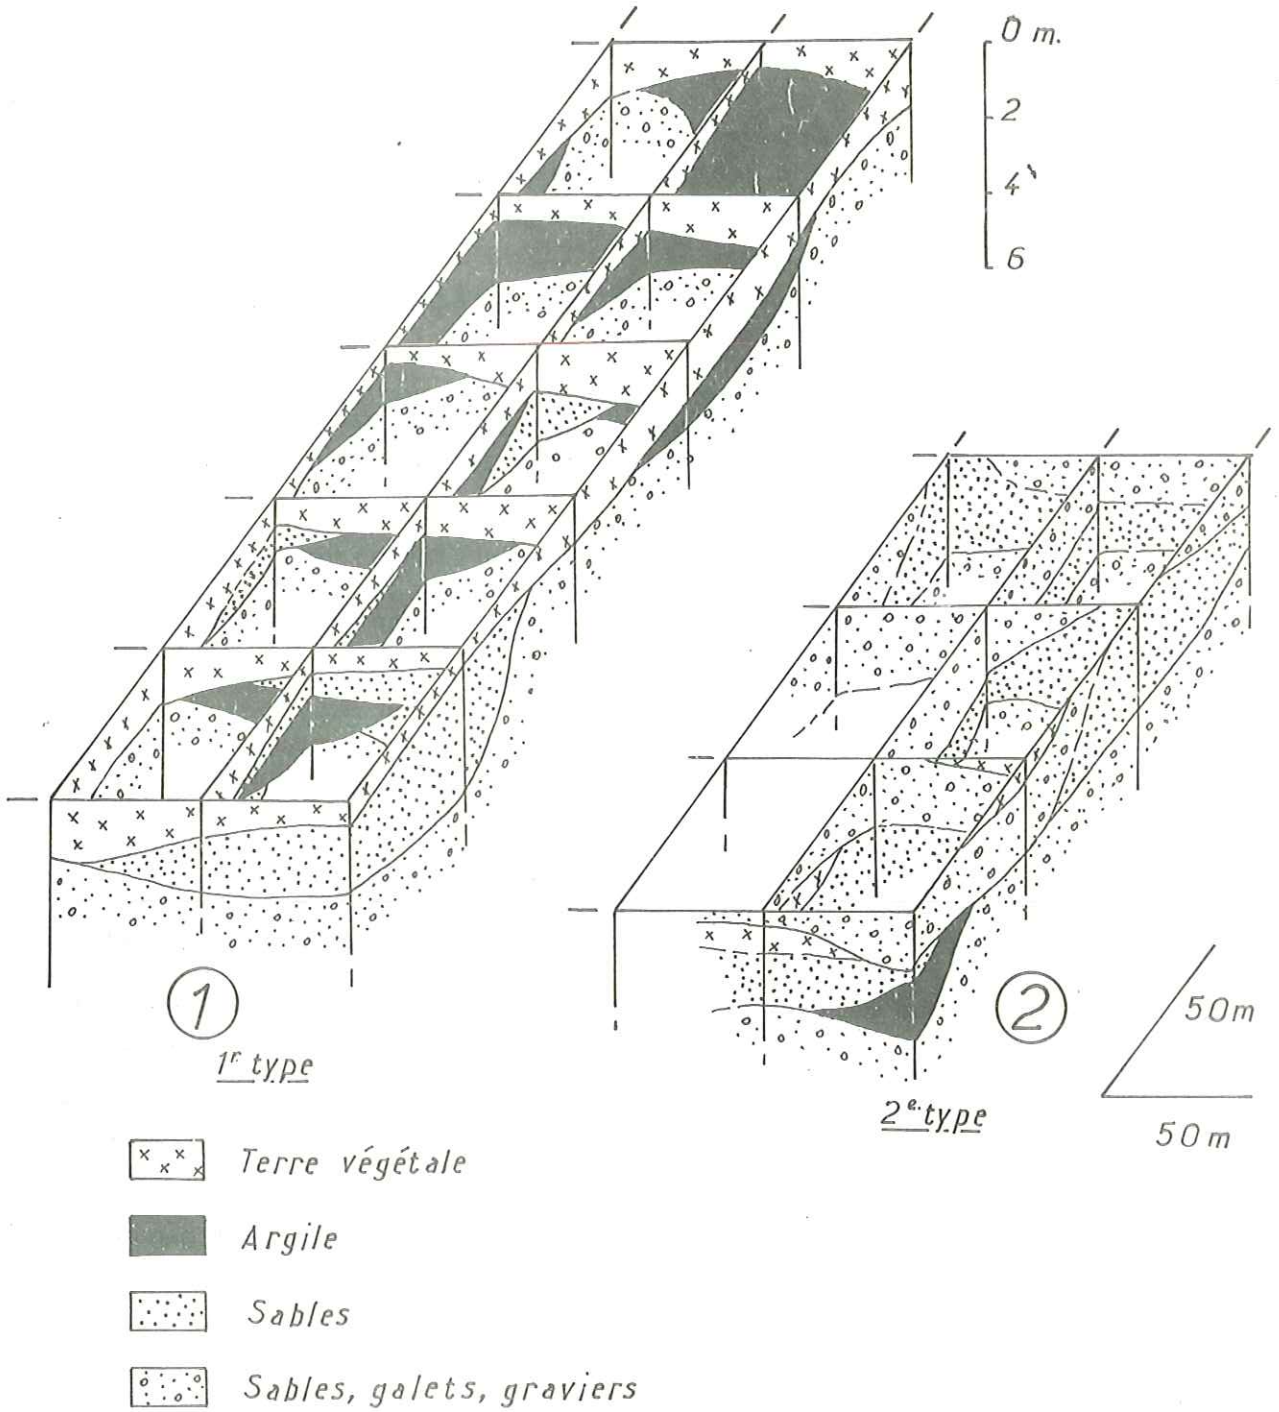 0 m.
2
4
6
1
1r type
2
2e type
50m
50m
Terre végétale
Argile
Sables
Sables, galets, graviers